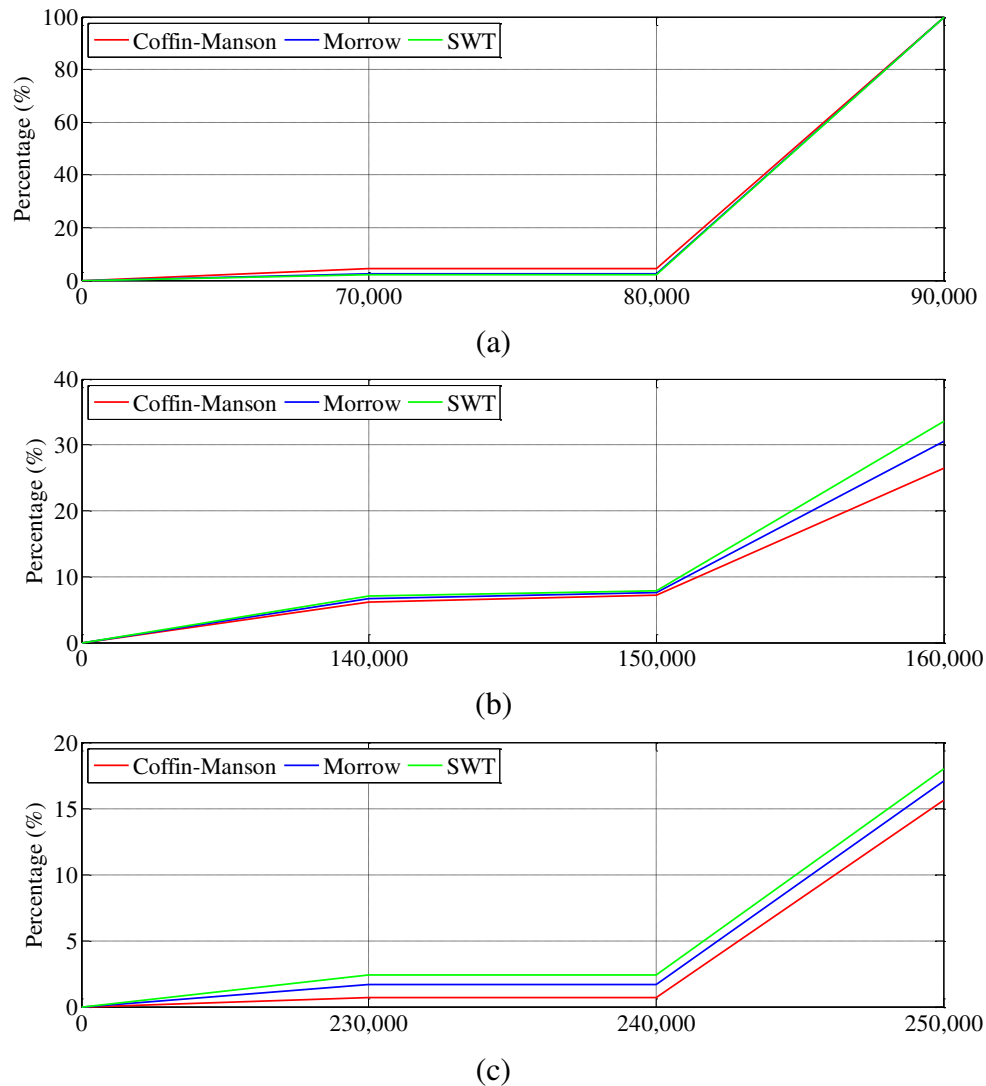 100
80
60
40
20
0
Percentage (%)
Coffin-Manson Morrow SWT
0 70,000 80,000 90,000
(a)
40
30
20
10
0
Percentage (%)
Coffin-Manson Morrow SWT
0 140,000 150,000 160,000
(b)
20
15
10
5
0
Percentage (%)
Coffin-Manson Morrow SWT
0 230,000 240,000 250,000
(c)